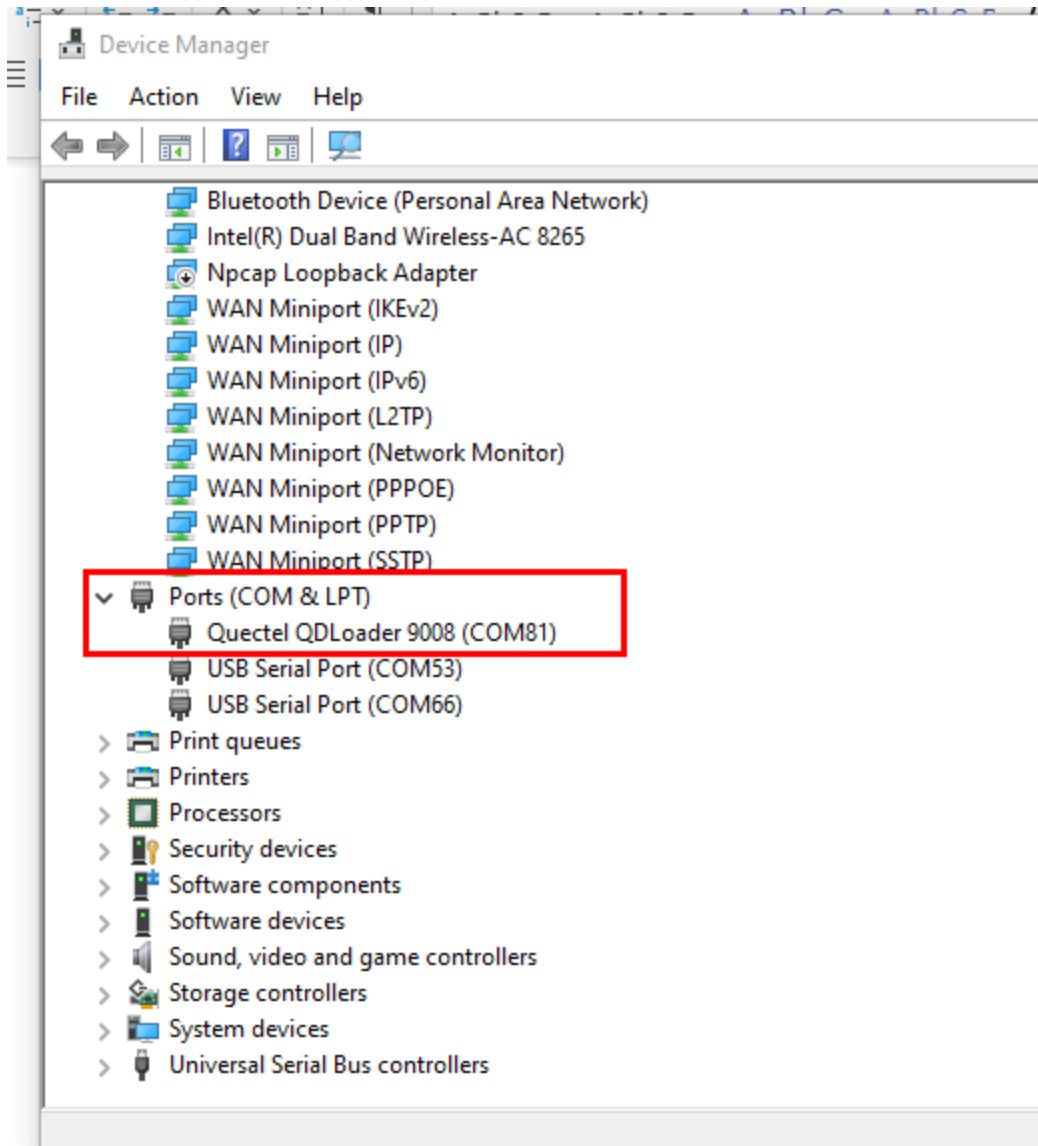 Device Manager
File Action View Help
Bluetooth Device (Personal Area Network)
Intel(R) Dual Band Wireless-AC 8265
Npcap Loopback Adapter
WAN Miniport (IKEv2)
WAN Miniport (IP)
WAN Miniport (IPv6)
WAN Miniport (L2TP)
WAN Miniport (Network Monitor)
WAN Miniport (PPPOE)
WAN Miniport (PPTP)
WAN Miniport (SSTP)
Ports (COM & LPT)
Quectel QDLoader 9008 (COM81)
USB Serial Port (COM53)
USB Serial Port (COM66)
Print queues
Printers
Processors
Security devices
Software components
Software devices
Sound, video and game controllers
Storage controllers
System devices
Universal Serial Bus controllers